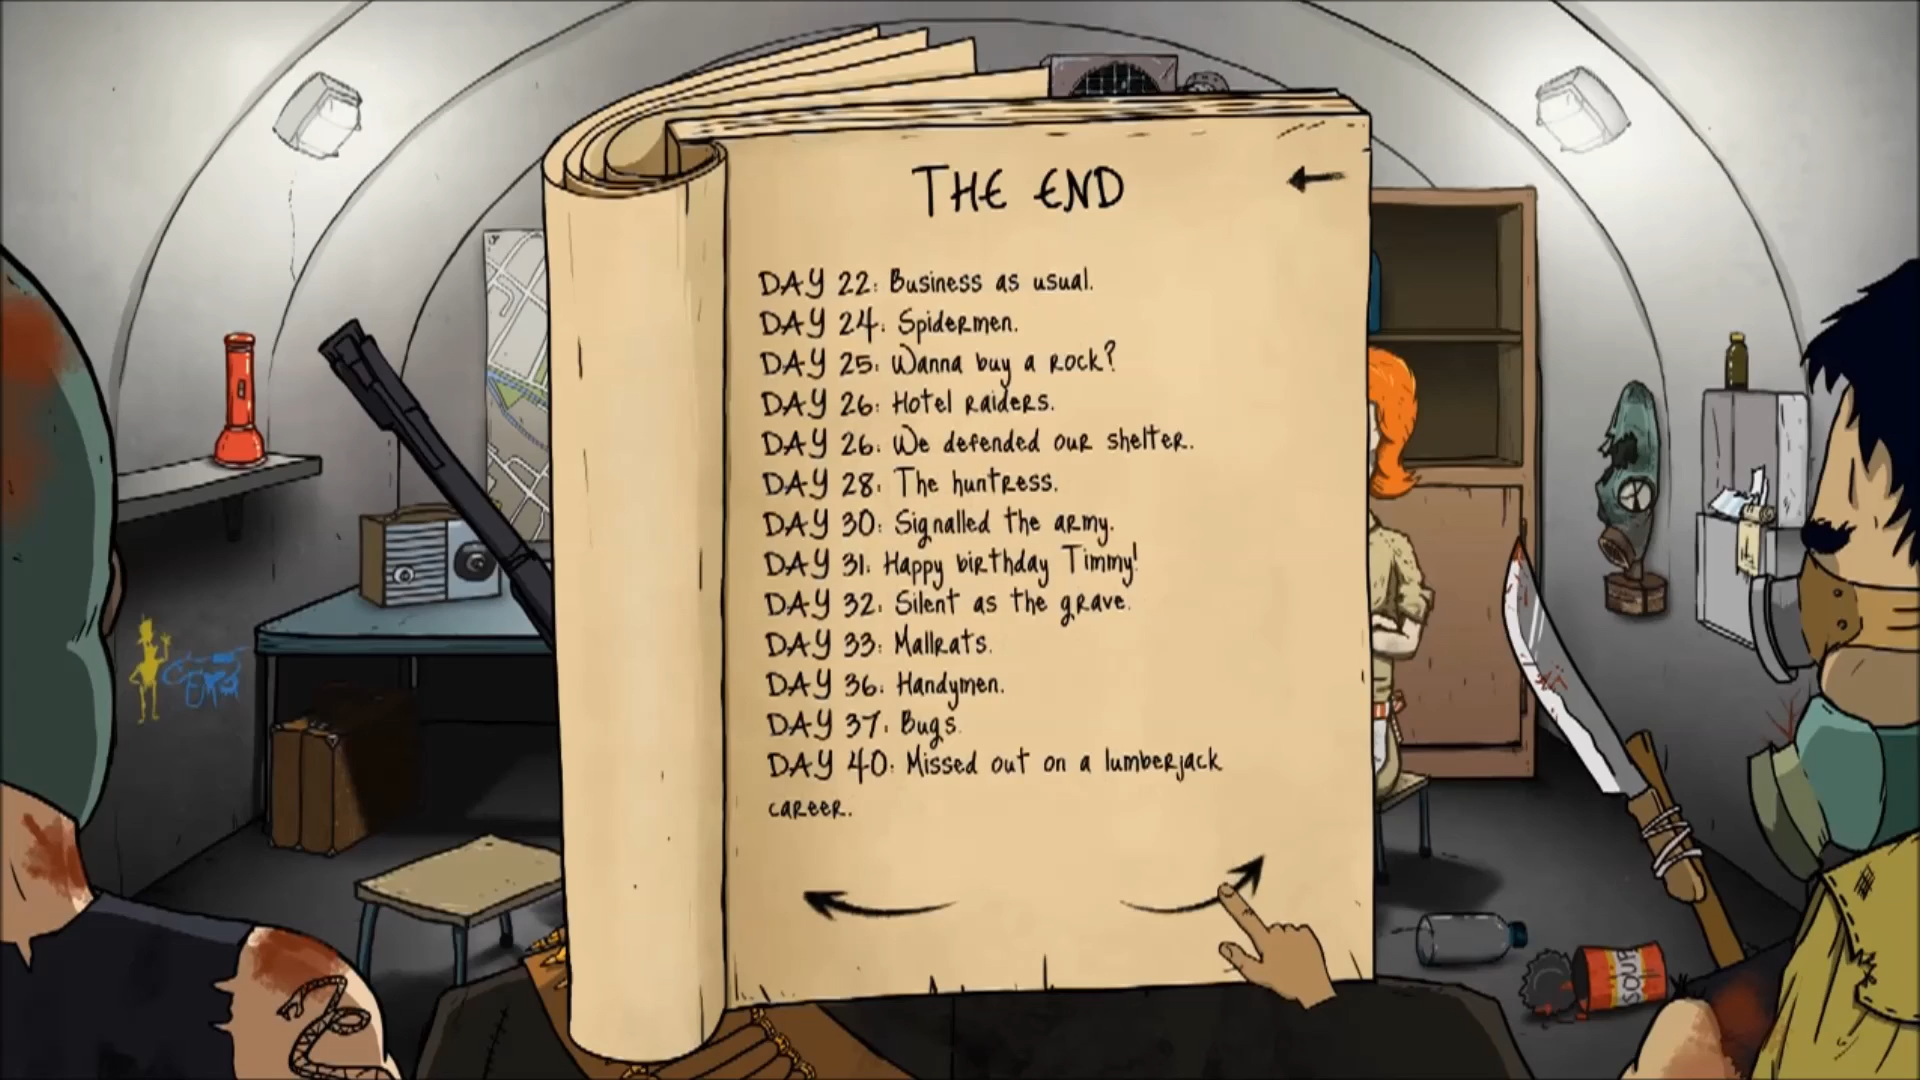 THE END
DAY 22: Business as usual.
DAY 24: Spidermen.
DAY 25: Wanna buy a rock?
DAY 26: Hotel raiders.
DAY 26: We defended our shelter.
DAY 28: The huntress.
DAY 30: Signalled the army.
DAY 31: Happy birthday Timmy!
DAY 32: Silent as the grave.
DAY 33: Mallrats.
DAY 36: Handymen.
DAY 37: Bugs.
DAY 40: Missed out on a lumberjack
career.
SOUP